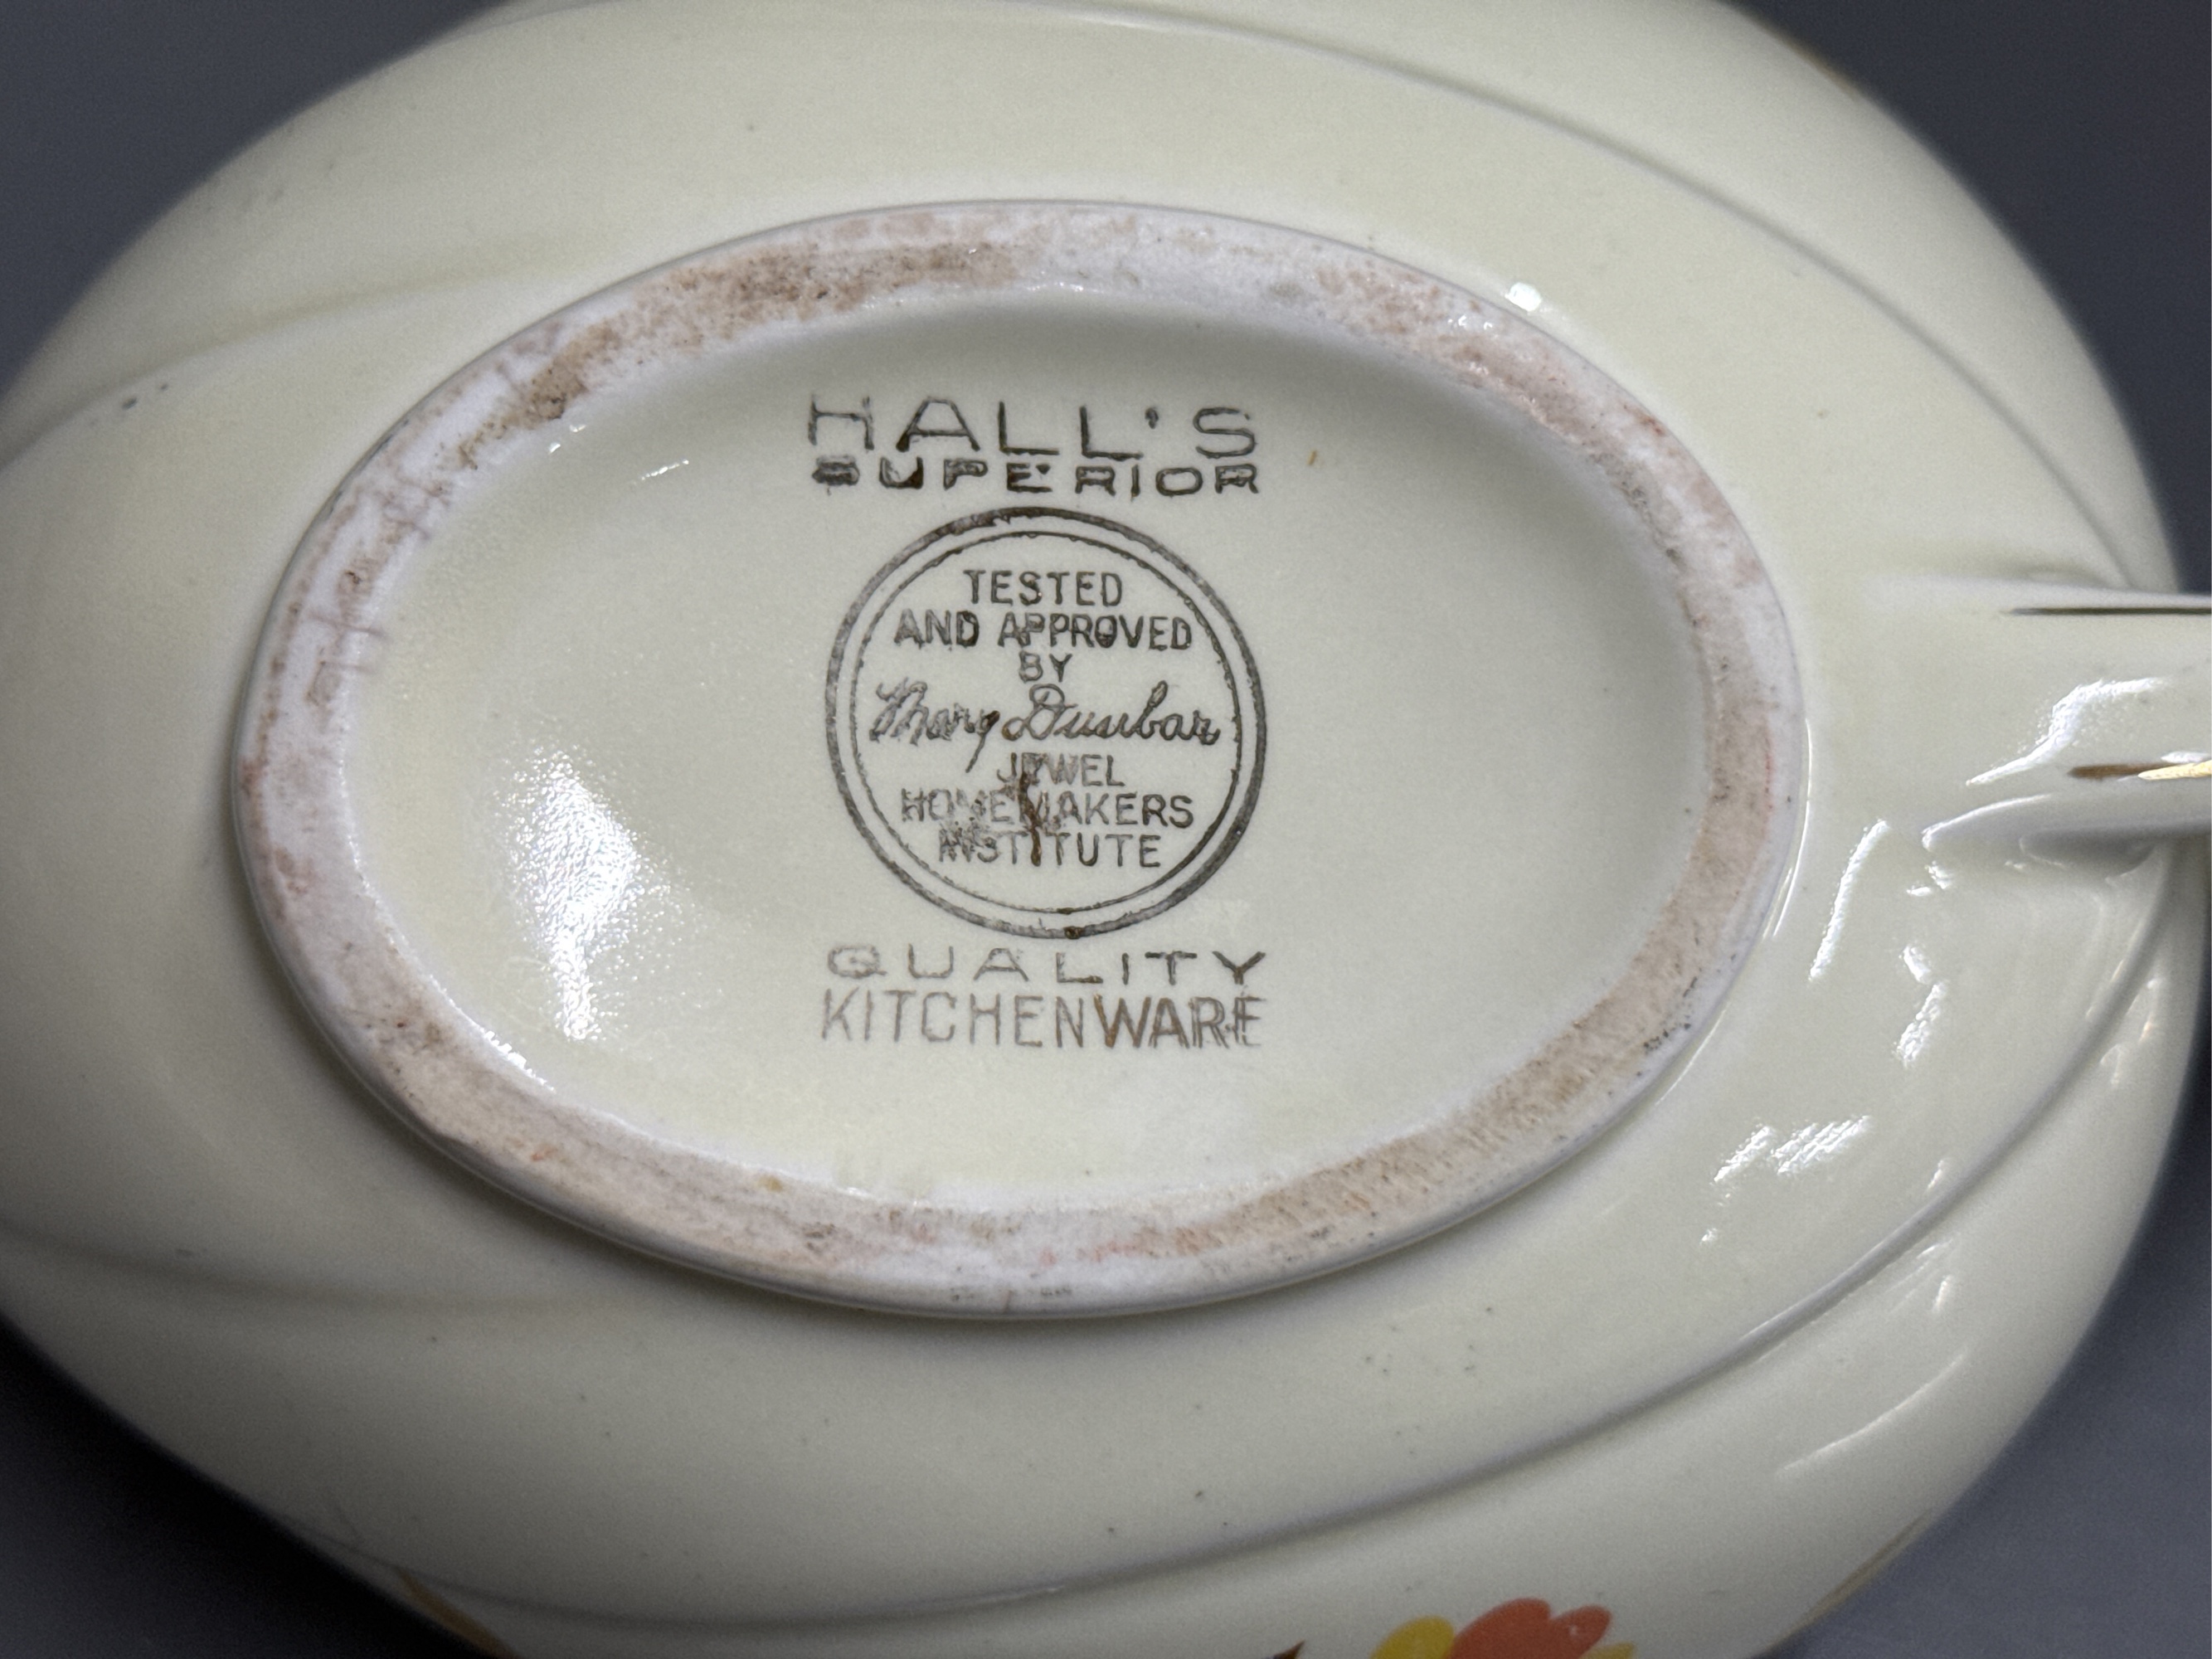 HALL'S
SUPERIOR
TESTED
AND APPROVED
BY
Mary Dunbar
JEWEL
HOMEMAKERS
INSTITUTE
QUALITY
KITCHENWARE